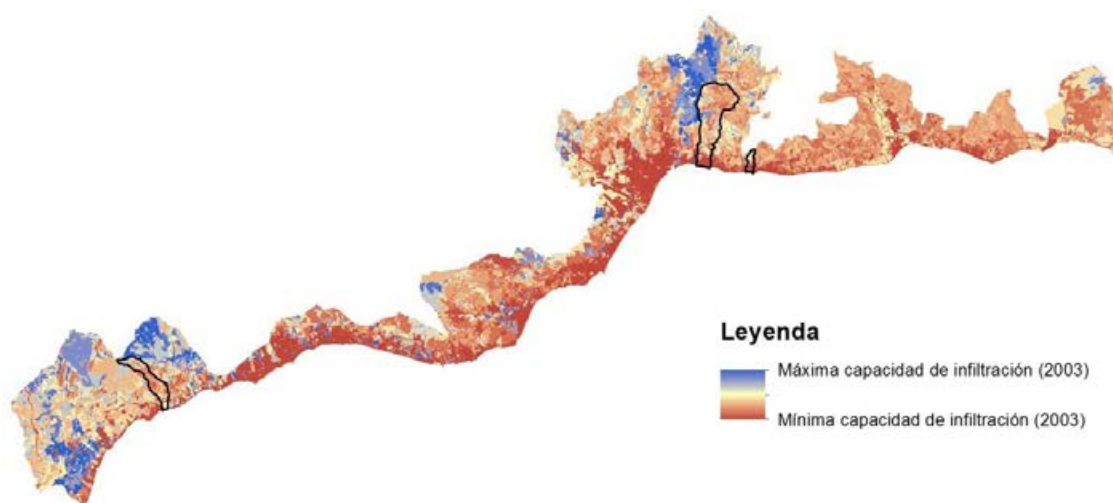 Leyenda
Máxima capacidad de infiltración (2003)
Mínima capacidad de infiltración (2003)